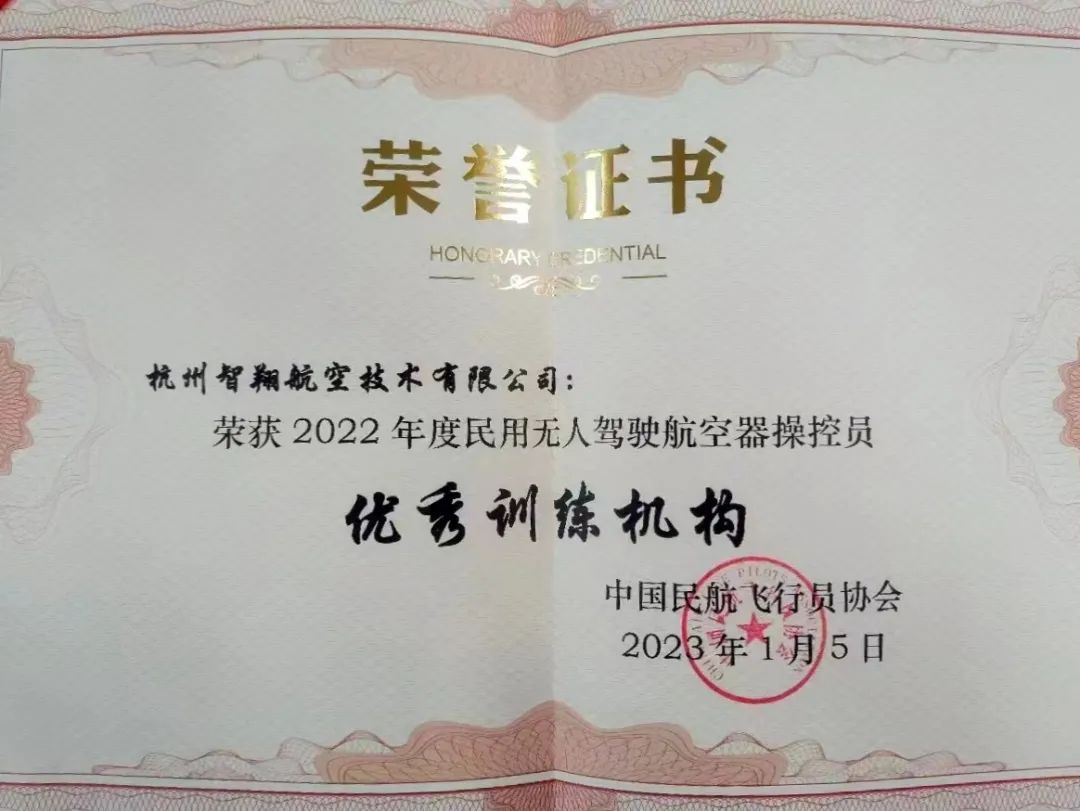 荣誉证书
HONORARY CREDENTIAL
杭州智翔航空技术有限公司：
荣获2022年度民用无人驾驶航空器操控员
优秀训练机构
中国民航飞行员协会
2023年1月5日